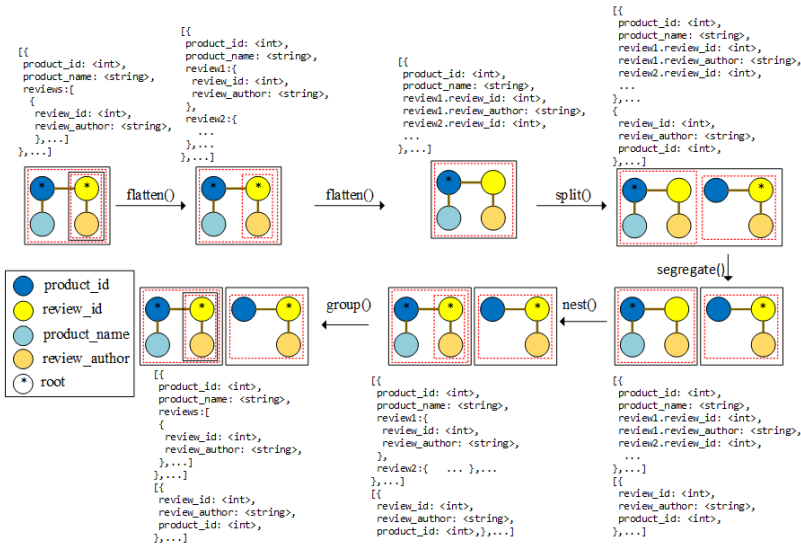 [{
product_id: <int>,
product_name: <string>,
reviews:[
{
review_id: <int>,
review_author: <string>,
},...]
},...]
[{
product_id: <int>,
product_name: <string>,
review1:{
review_id: <int>,
review_author: <string>,
},
review2:{
...
},...
},...]
[{
product_id: <int>,
product_name: <string>,
review1.review_id: <int>,
review1.review_author: <string>,
review2.review_id: <int>,
...
},...]
[{
product_id: <int>,
product_name: <string>,
review1.review_id: <int>,
review1.review_author: <string>,
review2.review_id: <int>,
...
},...
{
review_id: <int>,
review_author: <string>,
product_id: <int>,
},...]
* *
flatten()
* *
flatten()
*
split()
* *
segregate()
product_id
review_id
product_name
review_author
* root
* * *
group()
* * *
nest()
* *
[{
product_id: <int>,
product_name: <string>,
reviews:[
{
review_id: <int>,
review_author: <string>,
},...]
},...]
[{
review_id: <int>,
review_author: <string>,
product_id: <int>,
},...]
[{
product_id: <int>,
product_name: <string>,
review1:{
review_id: <int>,
review_author: <string>,
},
review2:{ ... },...
},...]
[{
review_id: <int>,
review_author: <string>,
product_id: <int>,},...]
[{
product_id: <int>,
product_name: <string>,
review1.review_id: <int>,
review1.review_author: <string>,
review2.review_id: <int>,
...
},...]
[{
review_id: <int>,
review_author: <string>,
product_id: <int>,
},...]